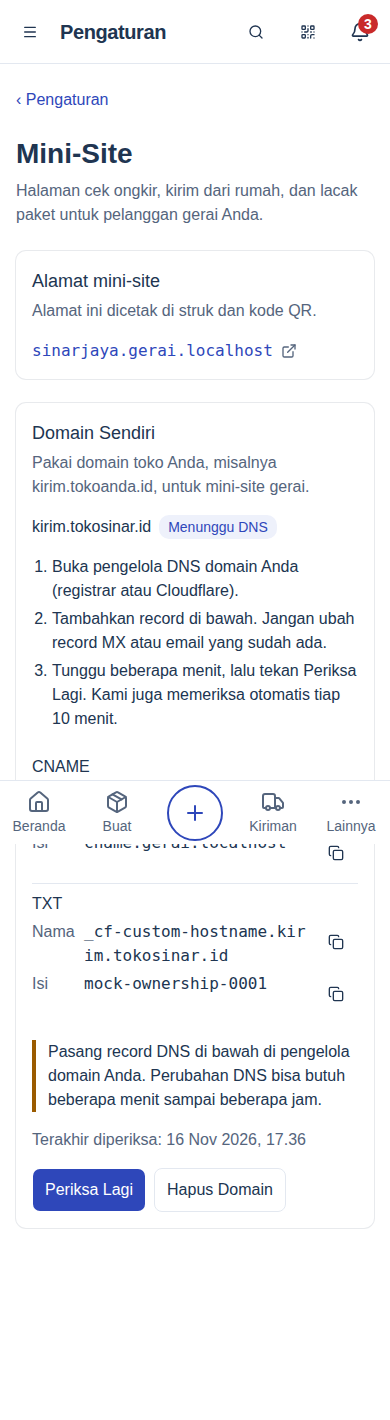 Pengaturan
3
‹ Pengaturan
Mini-Site
Halaman cek ongkir, kirim dari rumah, dan lacak
paket untuk pelanggan gerai Anda.
Alamat mini-site
Alamat ini dicetak di struk dan kode QR.
sinarjaya.gerai.localhost
Domain Sendiri
Pakai domain toko Anda, misalnya
kirim.tokoanda.id, untuk mini-site gerai.
kirim.tokosinar.id Menunggu DNS
1. Buka pengelola DNS domain Anda
(registrar atau Cloudflare).
2. Tambahkan record di bawah. Jangan ubah
record MX atau email yang sudah ada.
3. Tunggu beberapa menit, lalu tekan Periksa
Lagi. Kami juga memeriksa otomatis tiap
10 menit.
CNAME
Beranda Buat Kiriman Lainnya
Isi cname.gerai.localhost
TXT
Nama _cf-custom-hostname.kir
im.tokosinar.id
Isi mock-ownership-0001
Pasang record DNS di bawah di pengelola
domain Anda. Perubahan DNS bisa butuh
beberapa menit sampai beberapa jam.
Terakhir diperiksa: 16 Nov 2026, 17.36
Periksa Lagi Hapus Domain